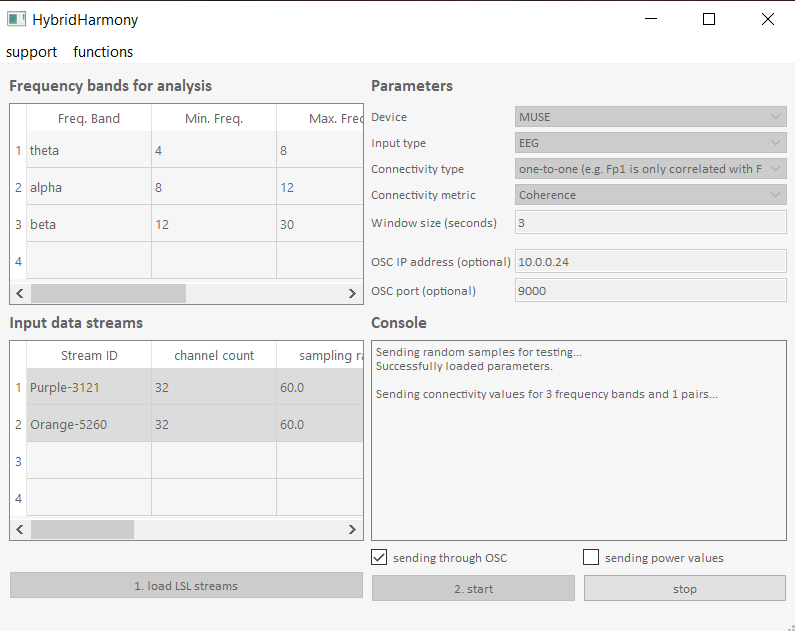 HybridHarmony
support functions
Frequency bands for analysis
Freq. Band Min. Freq. Max. Freq
1 theta 4 8
2 alpha 8 12
3 beta 12 30
4
Input data streams
Stream ID channel count sampling ra
1 Purple-3121 32 60.0
2 Orange-5260 32 60.0
3
4
1. load LSL streams
Parameters
Device MUSE
Input type EEG
Connectivity type one-to-one (e.g. Fp1 is only correlated with F
Connectivity metric Coherence
Window size (seconds) 3
OSC IP address (optional) 10.0.0.24
OSC port (optional) 9000
Console
Sending random samples for testing...
Successfully loaded parameters.
Sending connectivity values for 3 frequency bands and 1 pairs...
sending through OSC sending power values
2. start stop